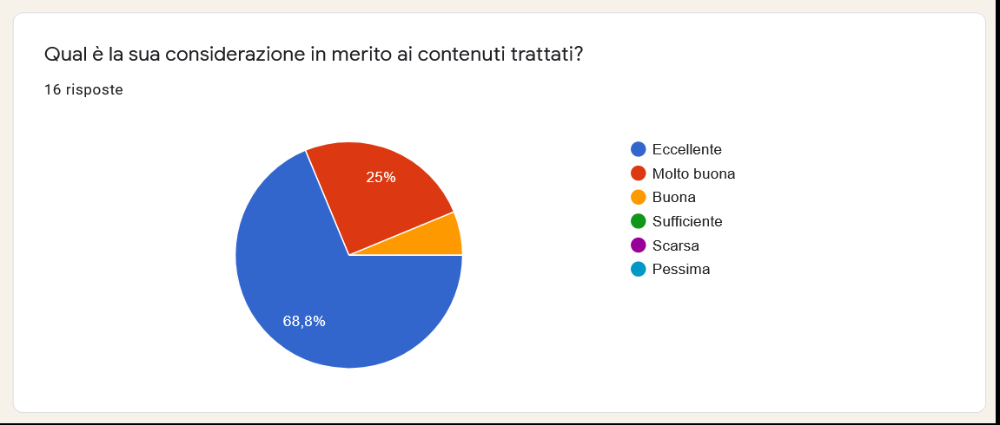 Qual è la sua considerazione in merito ai contenuti trattati?
16 risposte
25%
68,8%
Eccellente
Molto buona
Buona
Sufficiente
Scarsa
Pessima